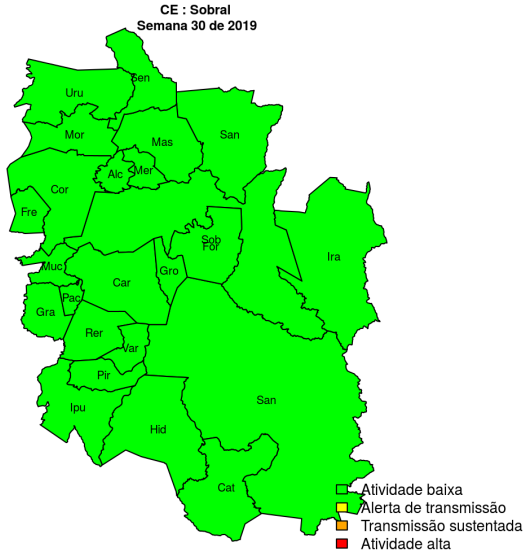 CE : Sobral
Semana 30 de 2019
Sen
Uru
Mor
Mas
San
Alc
Mer
Cor
Fre
Sob
For
Ira
Muc
Gro
Car
Pac
Gra
Rer
Var
Pir
San
Ipu
Hid
Cat
Atividade baixa
Alerta de transmissão
Transmissão sustentada
Atividade alta